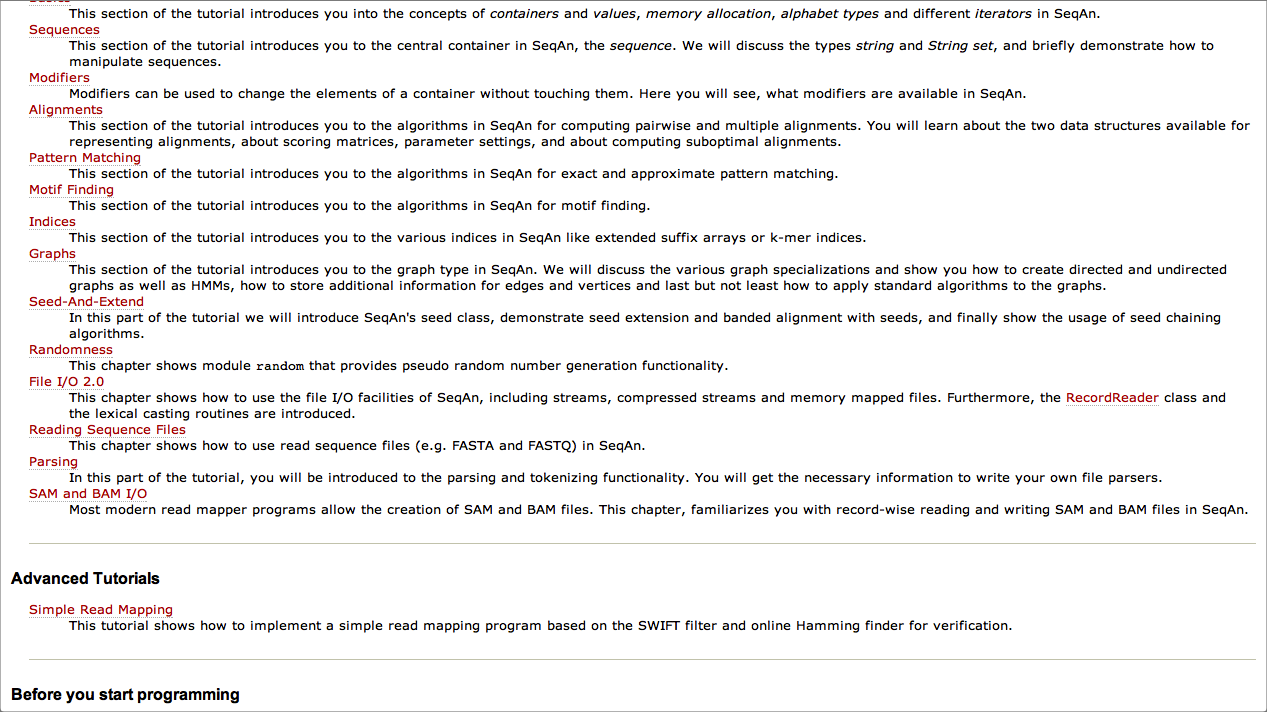 This section of the tutorial introduces you into the concepts of containers and values, memory allocation, alphabet types and different iterators in SeqAn.
Sequences
This section of the tutorial introduces you to the central container in SeqAn, the sequence. We will discuss the types string and String set, and briefly demonstrate how to
manipulate sequences.
Modifiers
Modifiers can be used to change the elements of a container without touching them. Here you will see, what modifiers are available in SeqAn.
Alignments
This section of the tutorial introduces you to the algorithms in SeqAn for computing pairwise and multiple alignments. You will learn about the two data structures available for
representing alignments, about scoring matrices, parameter settings, and about computing suboptimal alignments.
Pattern Matching
This section of the tutorial introduces you to the algorithms in SeqAn for exact and approximate pattern matching.
Motif Finding
This section of the tutorial introduces you to the algorithms in SeqAn for motif finding.
Indices
This section of the tutorial introduces you to the various indices in SeqAn like extended suffix arrays or k-mer indices.
Graphs
This section of the tutorial introduces you to the graph type in SeqAn. We will discuss the various graph specializations and show you how to create directed and undirected
graphs as well as HMMs, how to store additional information for edges and vertices and last but not least how to apply standard algorithms to the graphs.
Seed-And-Extend
In this part of the tutorial we will introduce SeqAn's seed class, demonstrate seed extension and banded alignment with seeds, and finally show the usage of seed chaining
algorithms.
Randomness
This chapter shows module random that provides pseudo random number generation functionality.
File I/O 2.0
This chapter shows how to use the file I/O facilities of SeqAn, including streams, compressed streams and memory mapped files. Furthermore, the RecordReader class and
the lexical casting routines are introduced.
Reading Sequence Files
This chapter shows how to use read sequence files (e.g. FASTA and FASTQ) in SeqAn.
Parsing
In this part of the tutorial, you will be introduced to the parsing and tokenizing functionality. You will get the necessary information to write your own file parsers.
SAM and BAM I/O
Most modern read mapper programs allow the creation of SAM and BAM files. This chapter, familiarizes you with record-wise reading and writing SAM and BAM files in SeqAn.
Advanced Tutorials
Simple Read Mapping
This tutorial shows how to implement a simple read mapping program based on the SWIFT filter and online Hamming finder for verification.
Before you start programming